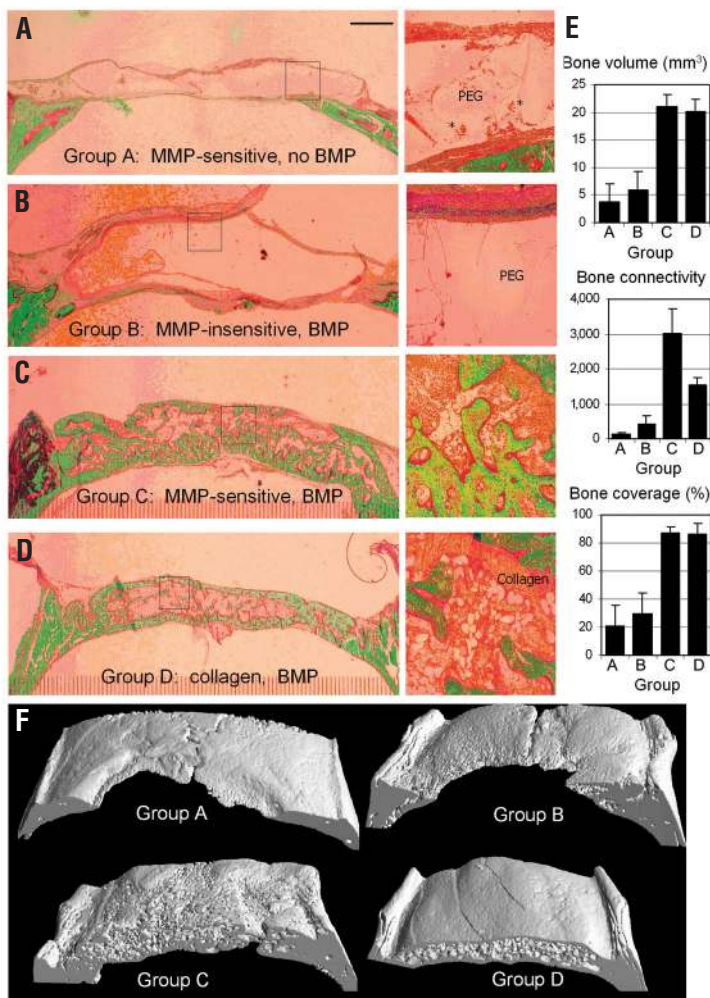 A
PEG
*
*
Group A: MMP-sensitive, no BMP
B
PEG
Group B: MMP-insensitive, BMP
C
Group C: MMP-sensitive, BMP
D
Collagen
Group D: collagen, BMP
E
Bone volume (mm³)
25
20
15
10
5
0
A B C D
Group
Bone connectivity
4,000
3,000
2,000
1,000
0
A B C D
Group
Bone coverage (%)
100
80
60
40
20
0
A B C D
Group
F
Group A
Group B
Group C
Group D